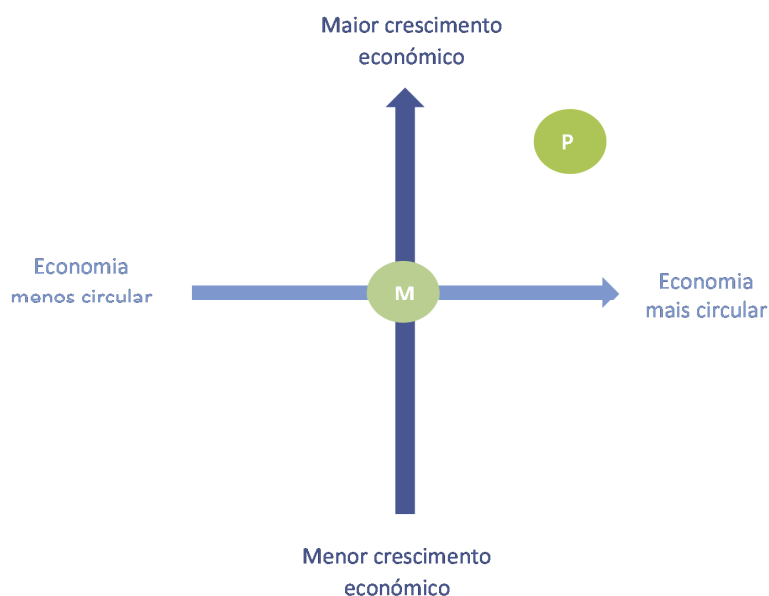 Maior crescimento
económico
P
Economia
menos circular
M
Economia
mais circular
Menor crescimento
económico